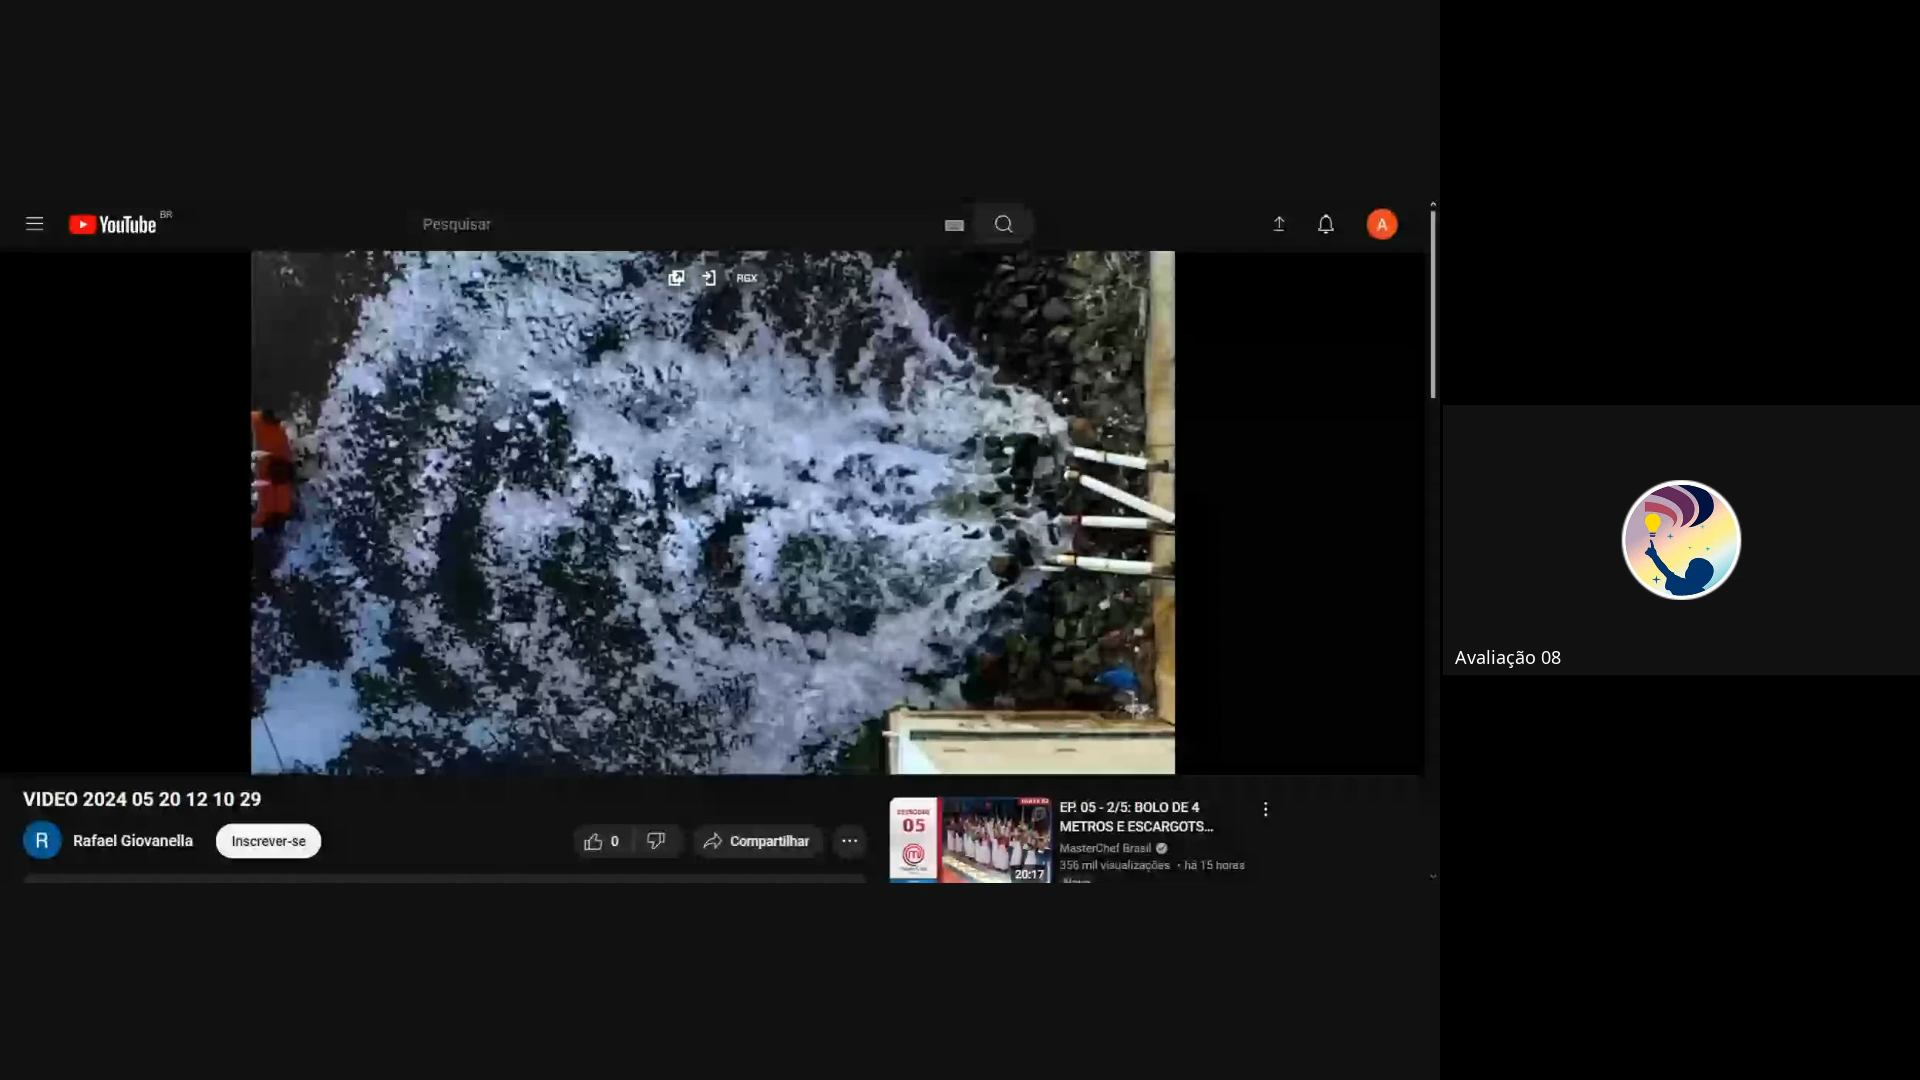 YouTube BR
Pesquisar
RGX
VIDEO 2024 05 20 12 10 29
R
Rafael Giovanella
Inscrever-se
0
Compartilhar
05
20:17
EP. 05 - 2/5: BOLO DE 4
METROS E ESCARGOTS...
MasterChef Brasil
356 mil visualizações • há 15 horas
Novo
A
Avaliação 08